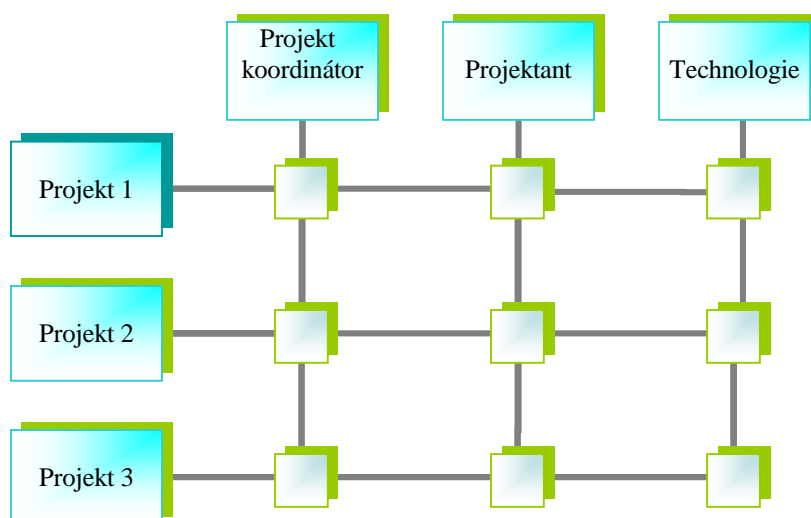 Projekt
koordinátor
Projektant
Technologie
Projekt 1
Projekt 2
Projekt 3